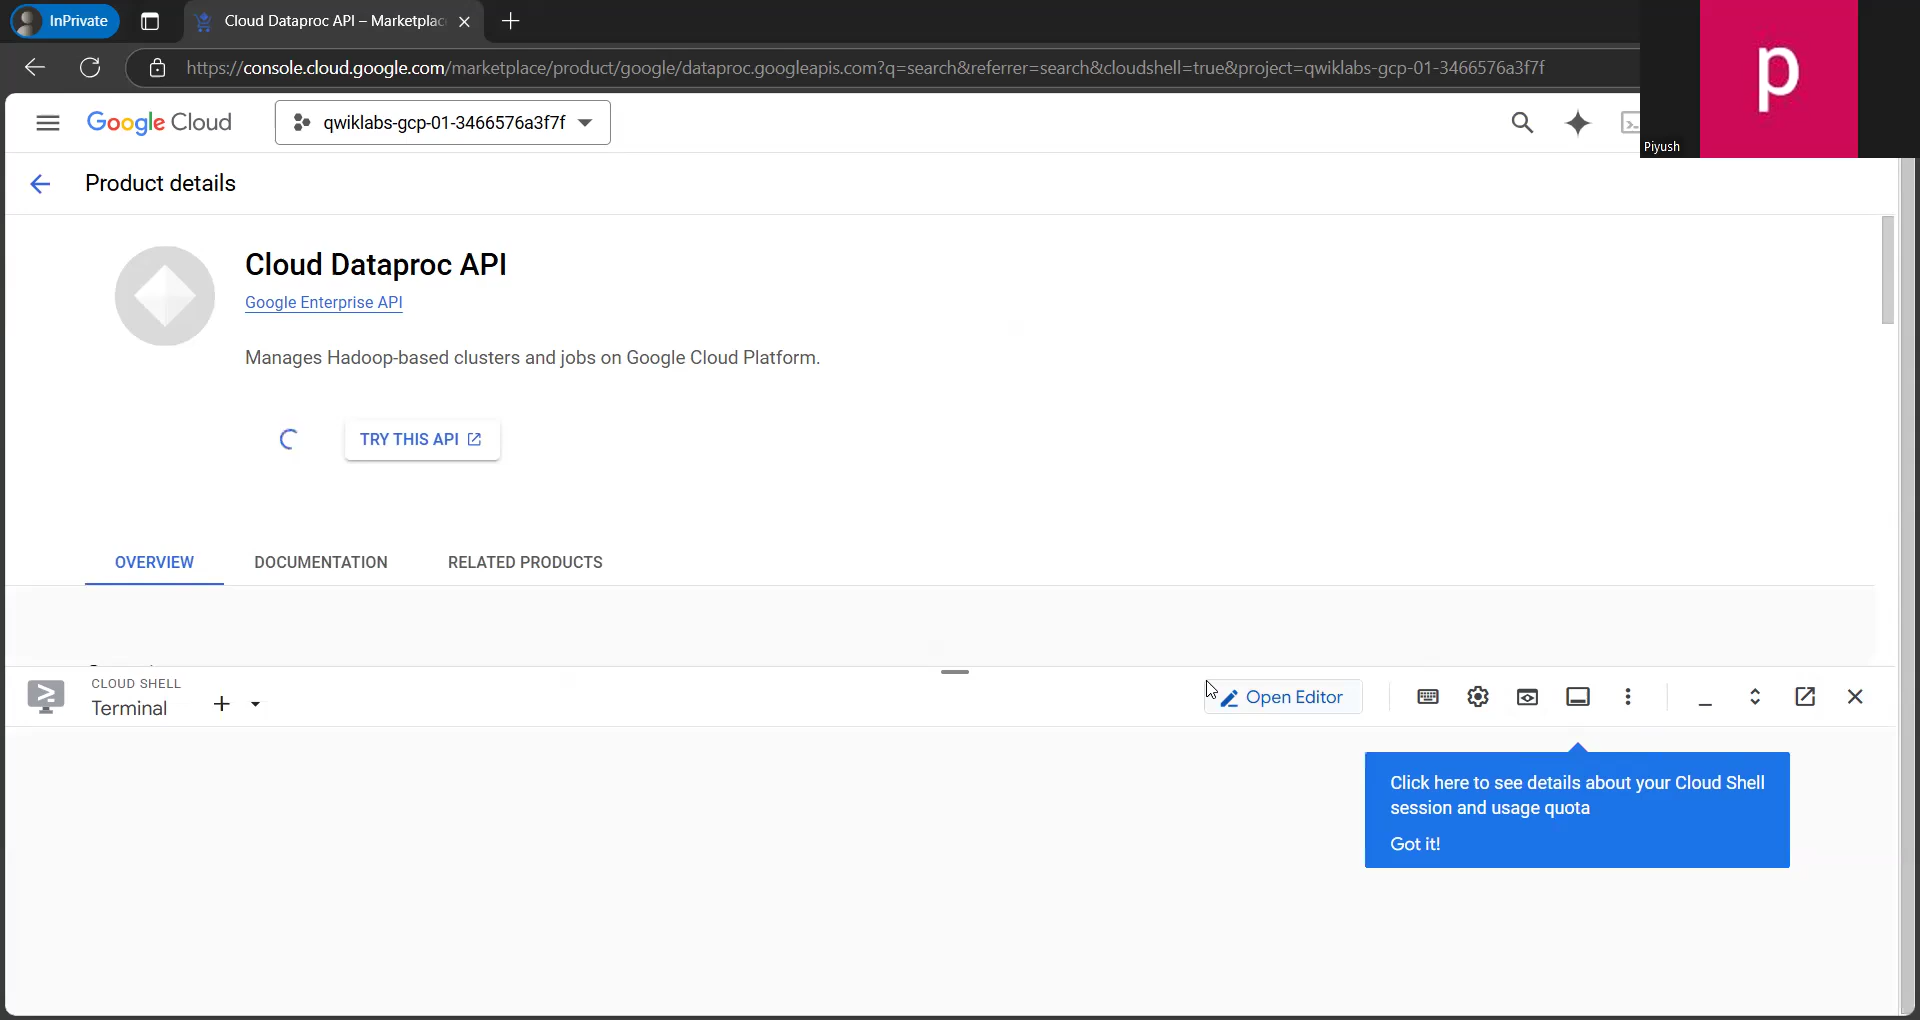 InPrivate
Cloud Dataproc API – Marketplac
https://console.cloud.google.com/marketplace/product/google/dataproc.googleapis.com?q=search&referrer=search&cloudshell=true&project=qwiklabs-gcp-01-3466576a3f7f
p
Piyush
Google Cloud
qwiklabs-gcp-01-3466576a3f7f
Product details
Cloud Dataproc API
Google Enterprise API
Manages Hadoop-based clusters and jobs on Google Cloud Platform.
TRY THIS API
OVERVIEW
DOCUMENTATION
RELATED PRODUCTS
CLOUD SHELL
Terminal
Open Editor
Click here to see details about your Cloud Shell
session and usage quota
Got it!